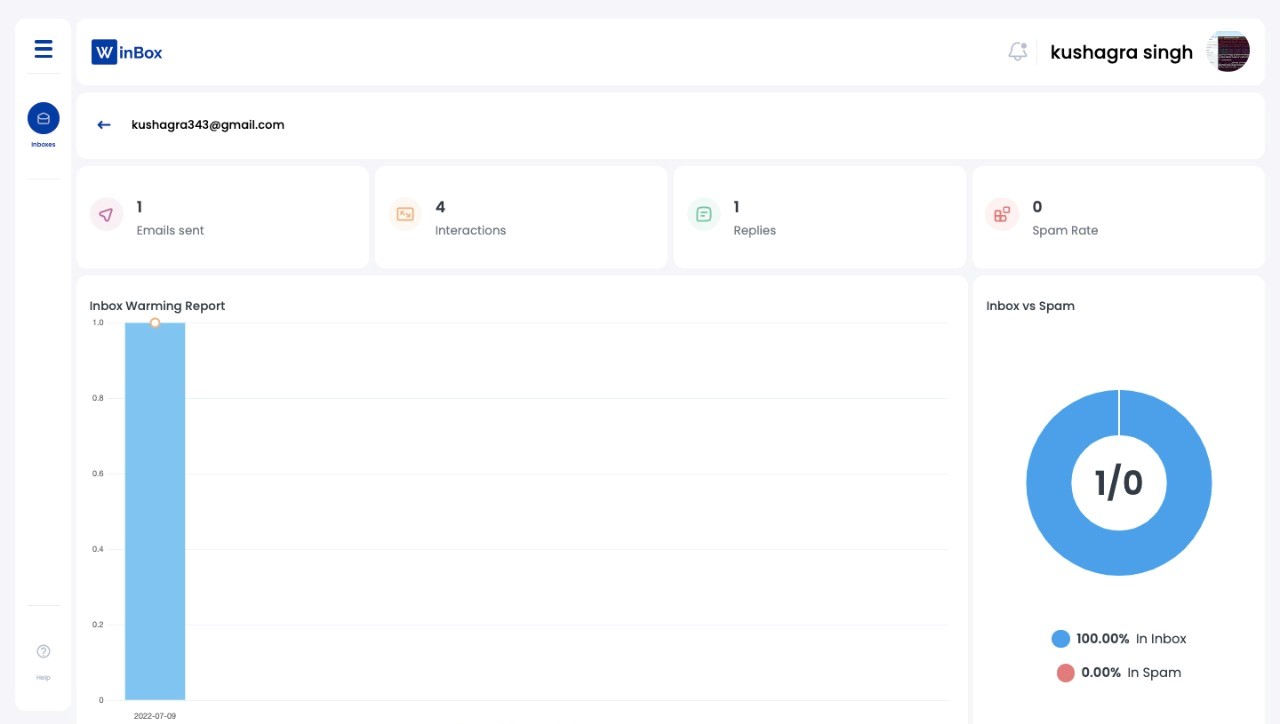 WinBox
kushagra singh
Inboxes
kushagra343@gmail.com
1
Emails sent
4
Interactions
1
Replies
0
Spam Rate
Inbox Warming Report
1.0
0.8
0.6
0.4
0.2
0
2022-07-09
Inbox vs Spam
1/0
100.00% In Inbox
0.00% In Spam
Help